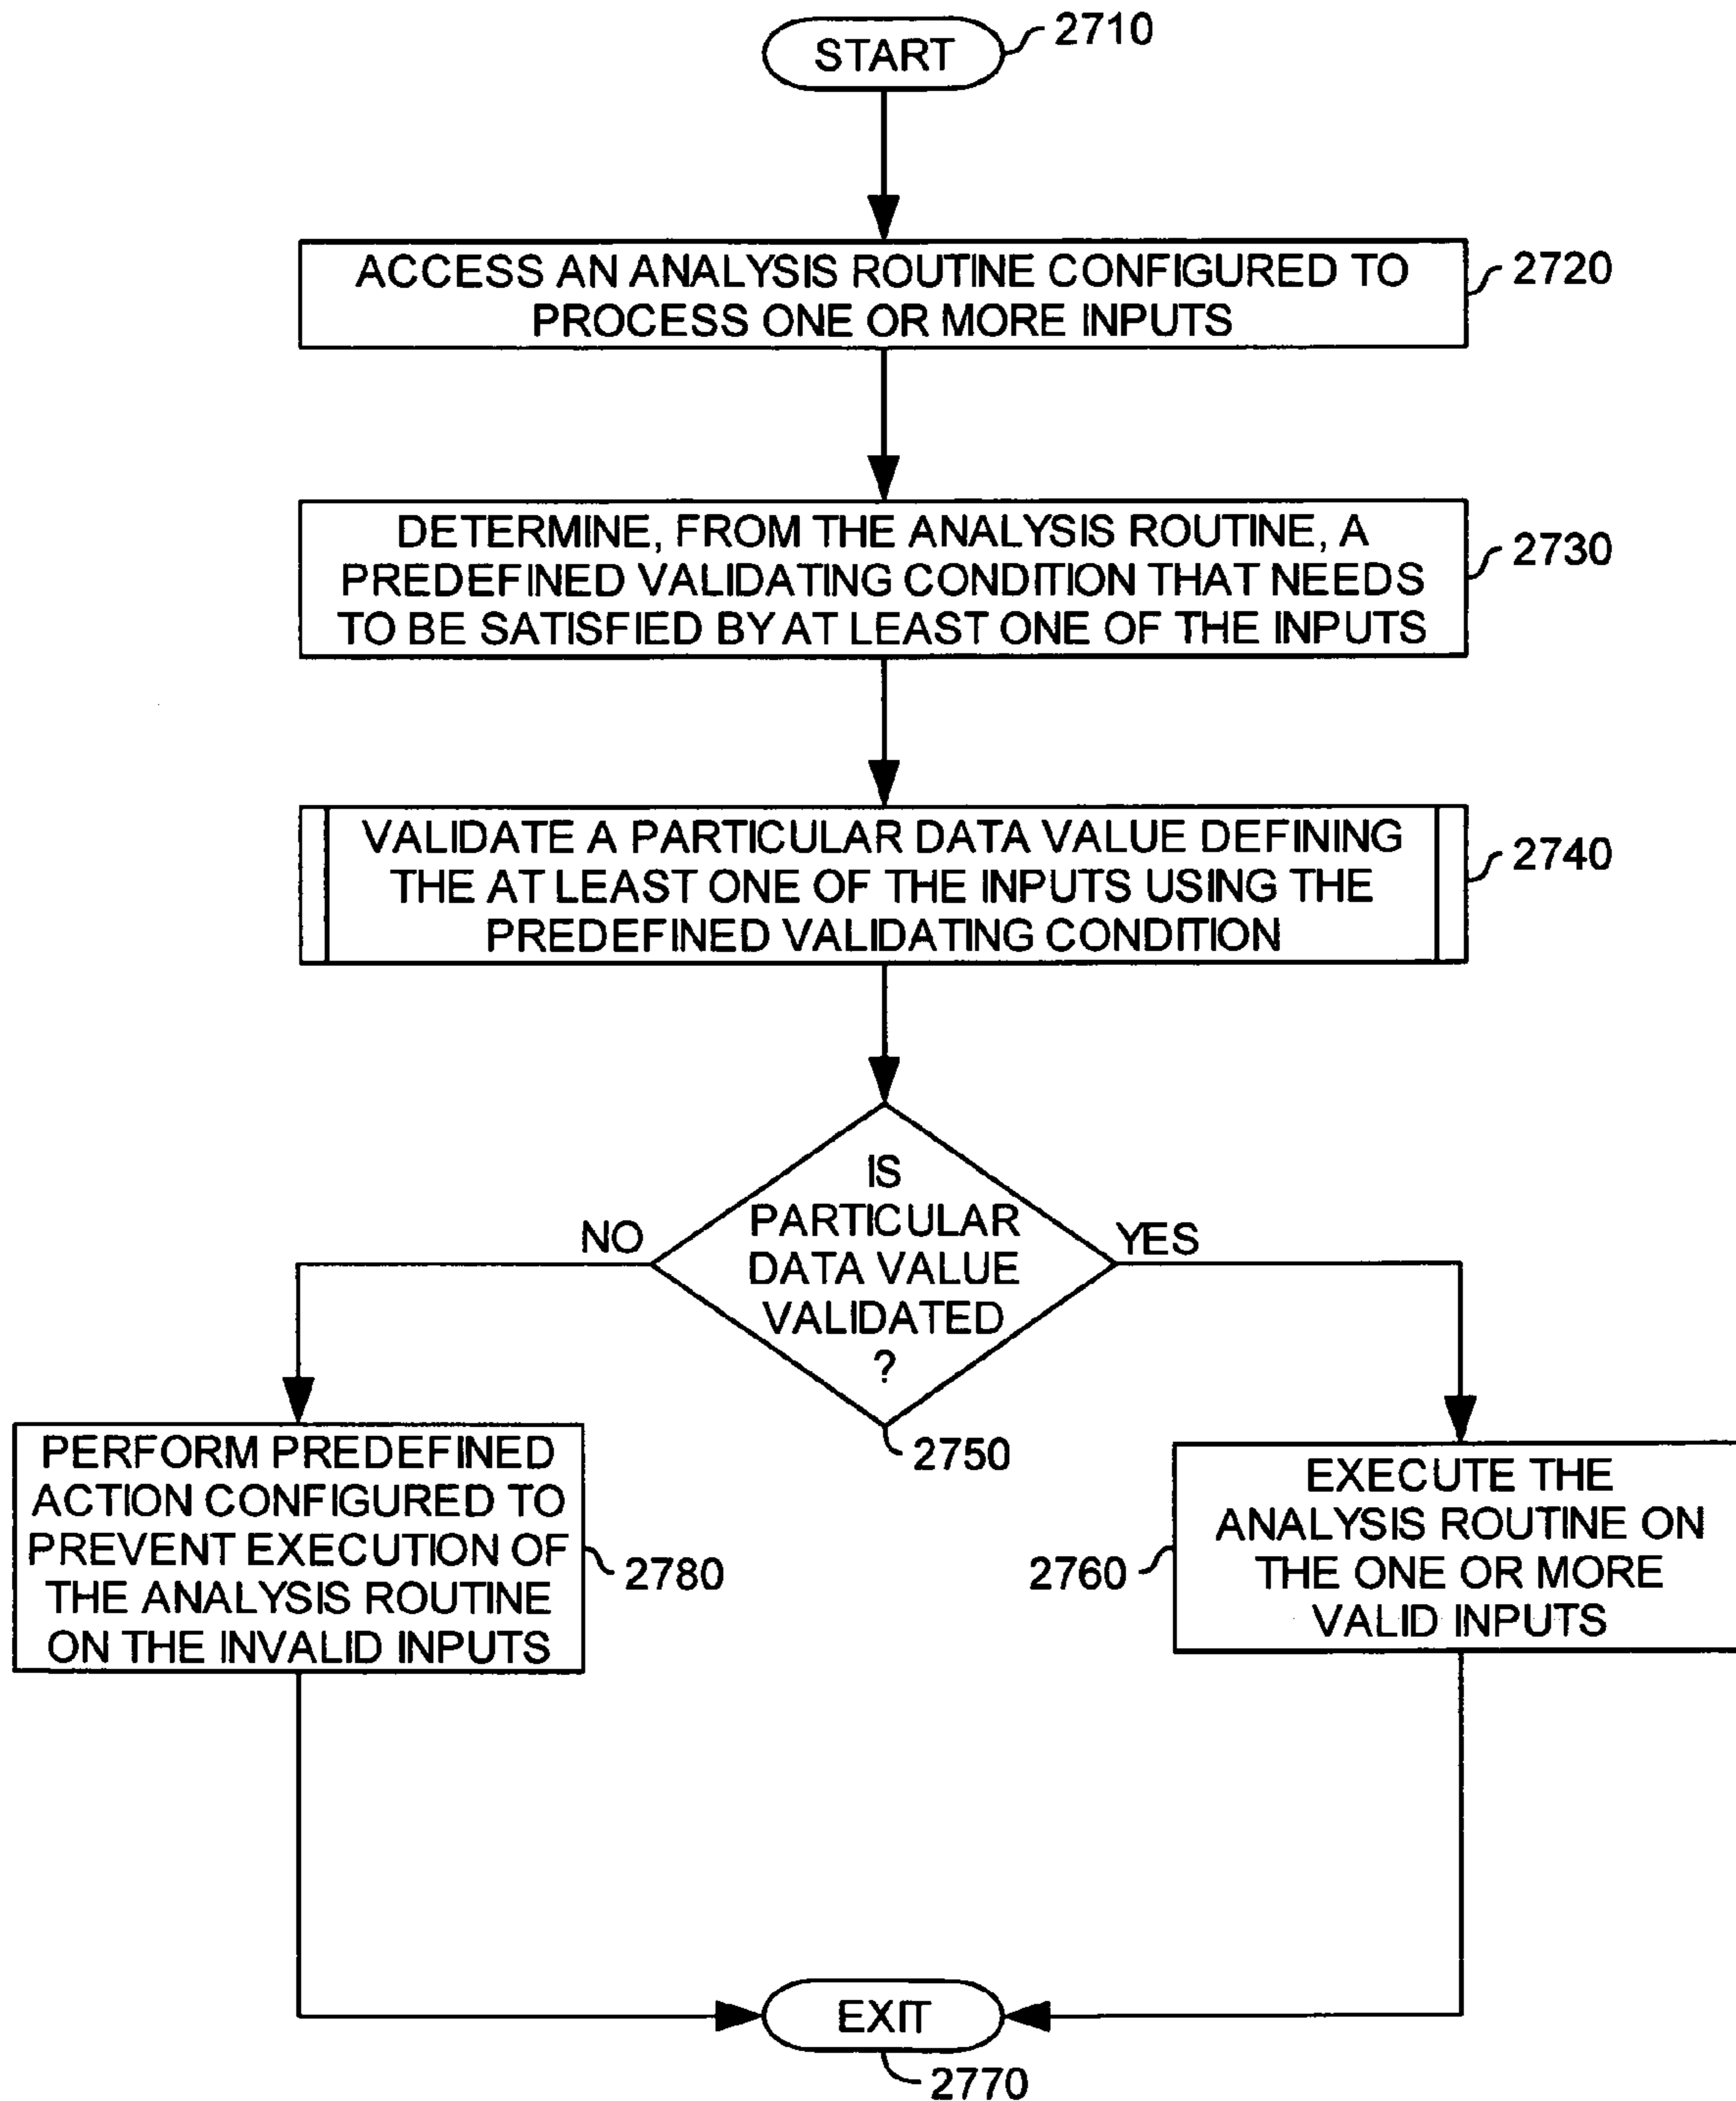 START
2710
ACCESS AN ANALYSIS ROUTINE CONFIGURED TO
PROCESS ONE OR MORE INPUTS
2720
DETERMINE, FROM THE ANALYSIS ROUTINE, A
PREDEFINED VALIDATING CONDITION THAT NEEDS
TO BE SATISFIED BY AT LEAST ONE OF THE INPUTS
2730
VALIDATE A PARTICULAR DATA VALUE DEFINING
THE AT LEAST ONE OF THE INPUTS USING THE
PREDEFINED VALIDATING CONDITION
2740
IS
PARTICULAR
DATA VALUE
VALIDATED
?
NO
YES
2750
PERFORM PREDEFINED
ACTION CONFIGURED TO
PREVENT EXECUTION OF
THE ANALYSIS ROUTINE
ON THE INVALID INPUTS
2780
2760
EXECUTE THE
ANALYSIS ROUTINE ON
THE ONE OR MORE
VALID INPUTS
EXIT
2770